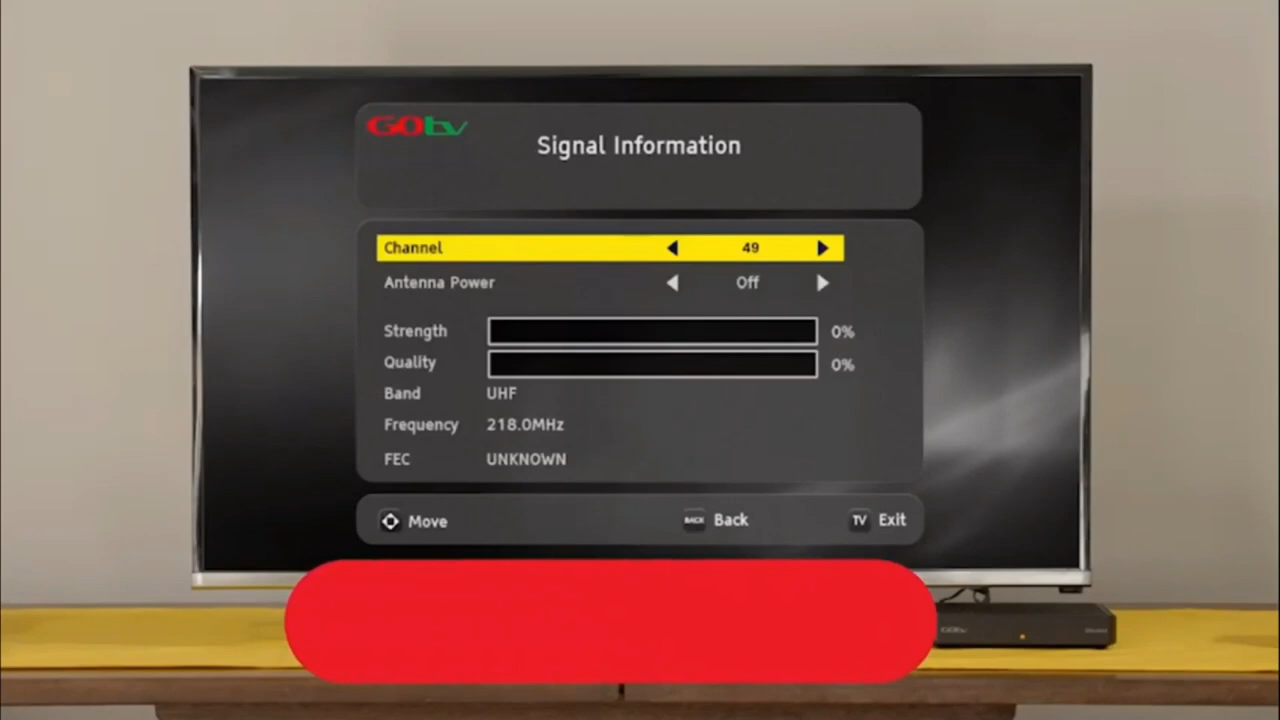 GOtv
Signal Information
Channel 49
Antenna Power Off
Strength 0%
Quality 0%
Band UHF
Frequency 218.0MHz
FEC UNKNOWN
Move BACK Back TV Exit
GOtv